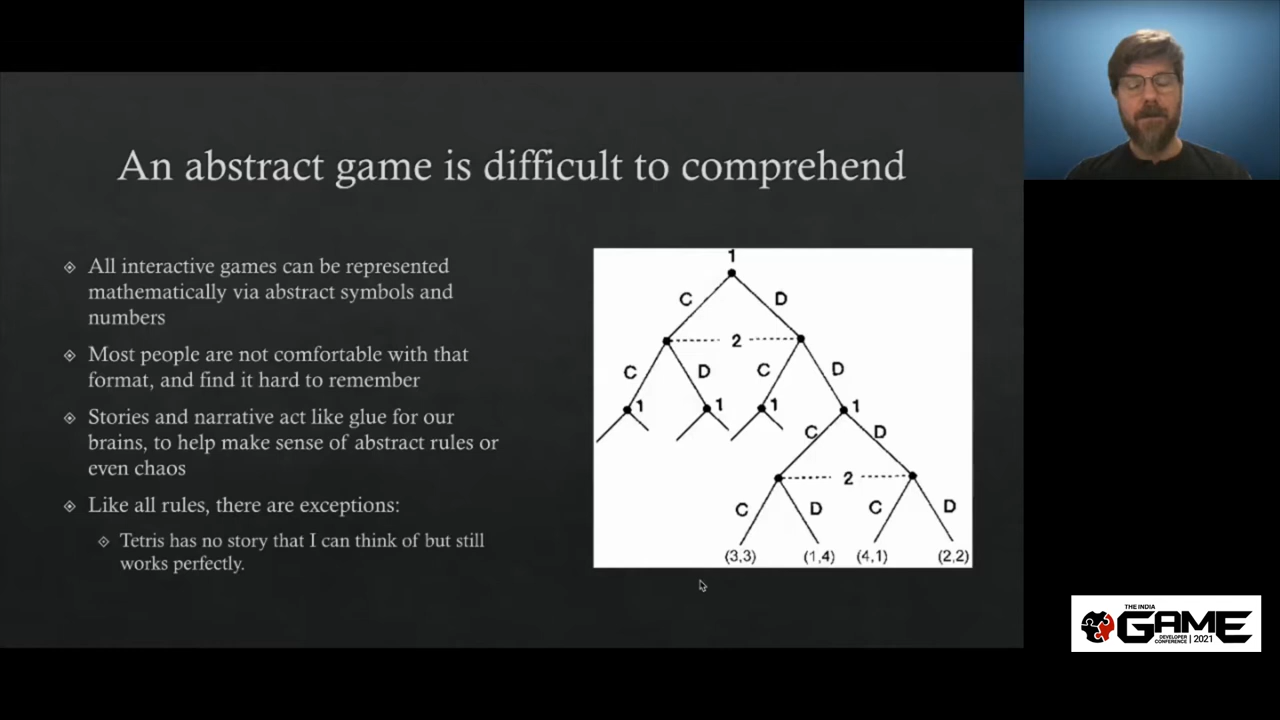 An abstract game is difficult to comprehend
All interactive games can be represented
mathematically via abstract symbols and
numbers
Most people are not comfortable with that
format, and find it hard to remember
Stories and narrative act like glue for our
brains, to help make sense of abstract rules or
even chaos
Like all rules, there are exceptions:
Tetris has no story that I can think of but still
works perfectly.
1
C D
2
C D C D
1 1 1 1
C D
2
C D C D
(3,3) (1,4) (4,1) (2,2)
THE INDIA
GAME
DEVELOPER
CONFERENCE | 2021